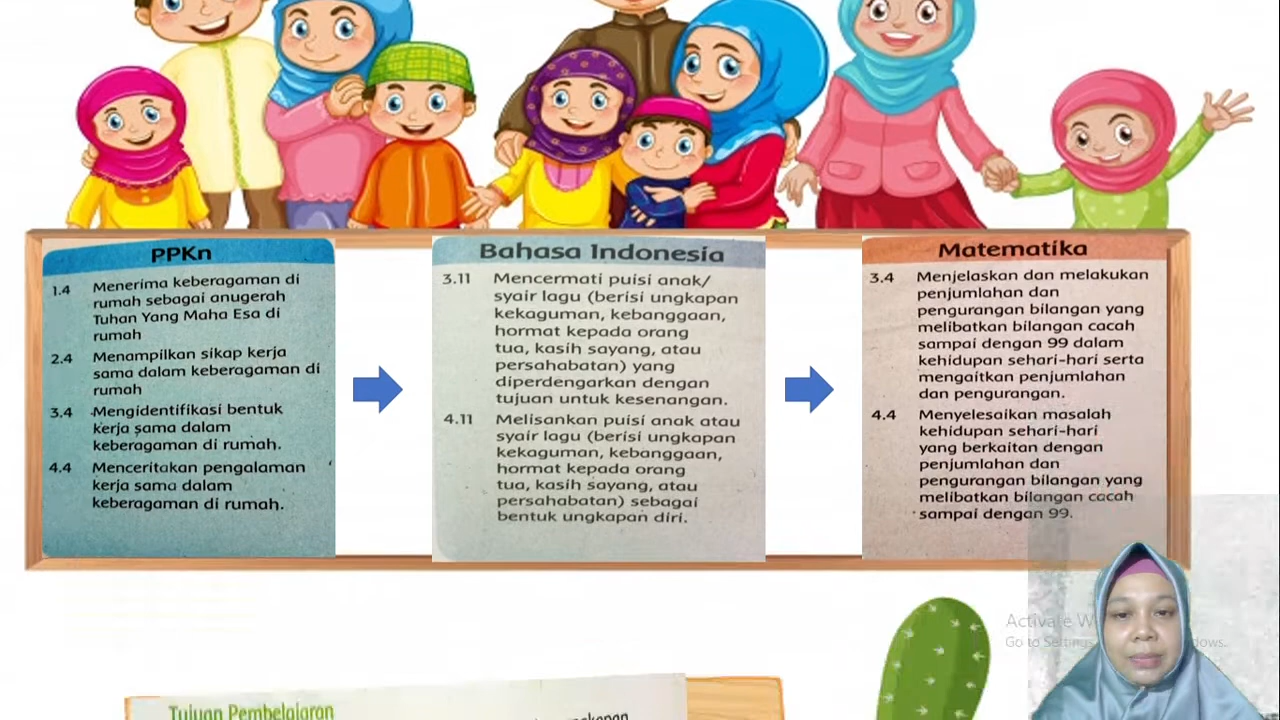 PPKn
1.4 Menerima keberagaman di
rumah sebagai anugerah
Tuhan Yang Maha Esa di
rumah
2.4 Menampilkan sikap kerja
sama dalam keberagaman di
rumah
3.4 Mengidentifikasi bentuk
kerja sama dalam
keberagaman di rumah.
4.4 Menceritakan pengalaman
kerja sama dalam
keberagaman di rumah.
Bahasa Indonesia
3.11 Mencermati puisi anak/
syair lagu (berisi ungkapan
kekaguman, kebanggaan,
hormat kepada orang
tua, kasih sayang, atau
persahabatan) yang
diperdengarkan dengan
tujuan untuk kesenangan.
4.11 Melisankan puisi anak atau
syair lagu (berisi ungkapan
kekaguman, kebanggaan,
hormat kepada orang
tua, kasih sayang, atau
persahabatan) sebagai
bentuk ungkapan diri.
Matematika
3.4 Menjelaskan dan melakukan
penjumlahan dan
pengurangan bilangan yang
melibatkan bilangan cacah
sampai dengan 99 dalam
kehidupan sehari-hari serta
mengaitkan penjumlahan
dan pengurangan.
4.4 Menyelesaikan masalah
kehidupan sehari-hari
yang berkaitan dengan
penjumlahan dan
pengurangan bilangan yang
melibatkan bilangan cacah
sampai dengan 99.
Activate W
Go to Settings
Tujuan Pembelajaran